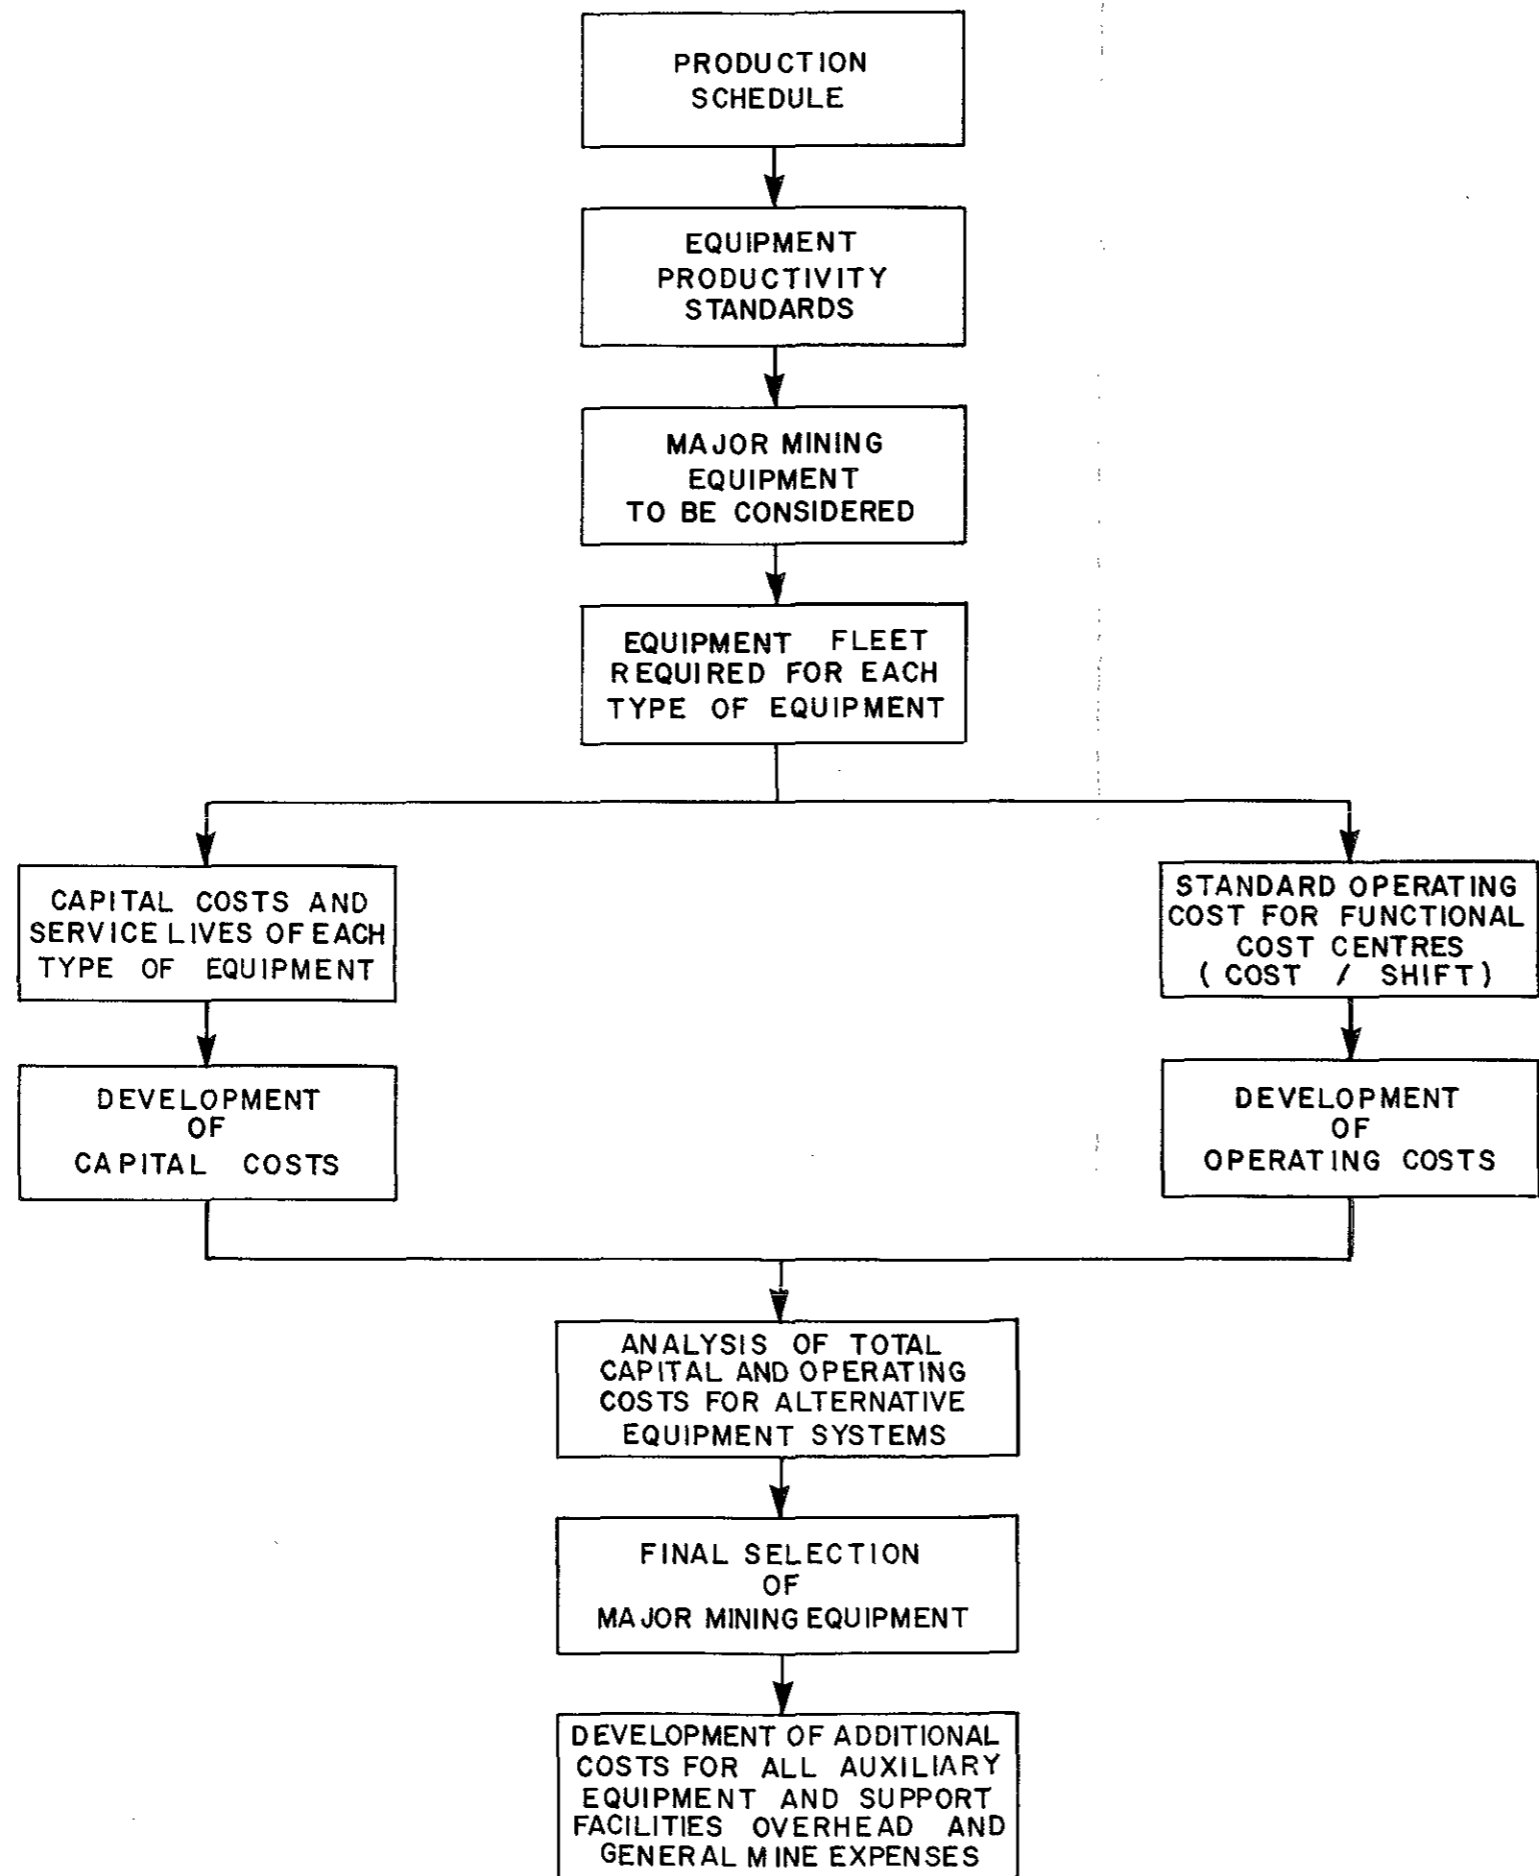 PRODUCTION
SCHEDULE
EQUIPMENT
PRODUCTIVITY
STANDARDS
MAJOR MINING
EQUIPMENT
TO BE CONSIDERED
EQUIPMENT FLEET
REQUIRED FOR EACH
TYPE OF EQUIPMENT
CAPITAL COSTS AND
SERVICE LIVES OF EACH
TYPE OF EQUIPMENT
STANDARD OPERATING
COST FOR FUNCTIONAL
COST CENTRES
( COST / SHIFT )
DEVELOPMENT
OF
CAPITAL COSTS
DEVELOPMENT
OF
OPERATING COSTS
ANALYSIS OF TOTAL
CAPITAL AND OPERATING
COSTS FOR ALTERNATIVE
EQUIPMENT SYSTEMS
FINAL SELECTION
OF
MAJOR MINING EQUIPMENT
DEVELOPMENT OF ADDITIONAL
COSTS FOR ALL AUXILIARY
EQUIPMENT AND SUPPORT
FACILITIES OVERHEAD AND
GENERAL MINE EXPENSES